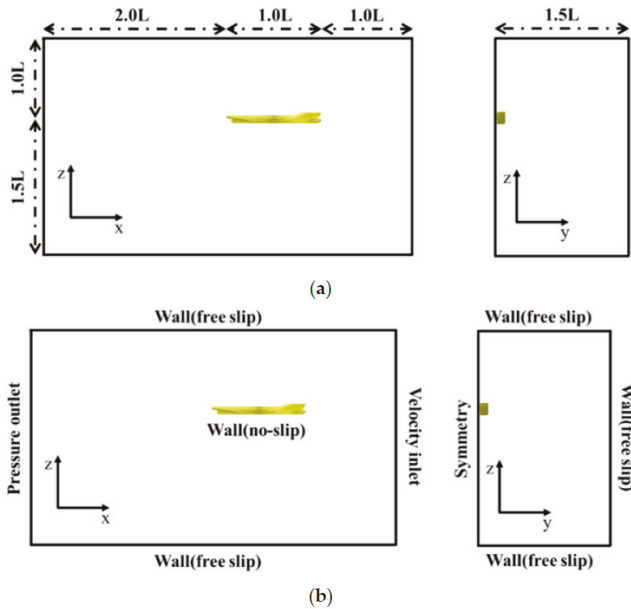 2.0L 1.0L 1.0L 1.5L
1.0L
1.5L
z
x
z
y
(a)
Wall(free slip) Wall(free slip)
Pressure outlet
Wall(no-slip)
Velocity inlet
Symmetry
Wall(free slip)
z
x
z
y
Wall(free slip) Wall(free slip)
(b)